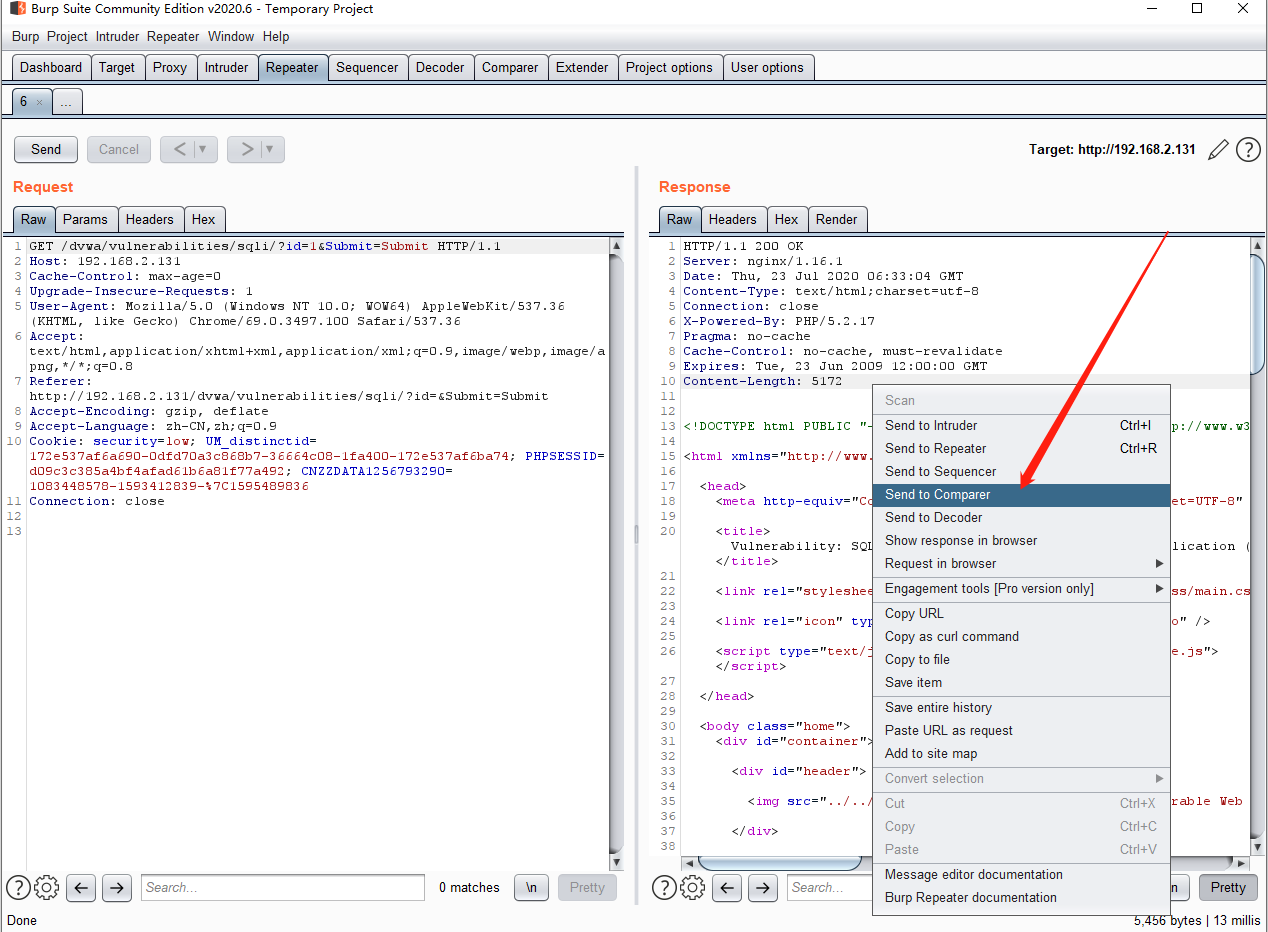 Burp Suite Community Edition v2020.6 - Temporary Project
Burp Project Intruder Repeater Window Help
Dashboard Target Proxy Intruder Repeater Sequencer Decoder Comparer Extender Project options User options
6 × ...
Send Cancel < > Target: http://192.168.2.131 ?
Request
Raw Params Headers Hex
1 GET /dvwa/vulnerabilities/sqli/?id=1&Submit=Submit HTTP/1.1
2 Host: 192.168.2.131
3 Cache-Control: max-age=0
4 Upgrade-Insecure-Requests: 1
5 User-Agent: Mozilla/5.0 (Windows NT 10.0; WOW64) AppleWebKit/537.36
(KHTML, like Gecko) Chrome/69.0.3497.100 Safari/537.36
6 Accept:
text/html,application/xhtml+xml,application/xml;q=0.9,image/webp,image/a
png,*/*;q=0.8
7 Referer:
http://192.168.2.131/dvwa/vulnerabilities/sqli/?id=&Submit=Submit
8 Accept-Encoding: gzip, deflate
9 Accept-Language: zh-CN,zh;q=0.9
10 Cookie: security=low; UM_distinctid=
172e537af6a690-0dfd70a3c868b7-36664c08-1fa400-172e537af6ba74; PHPSESSID=
d09c3c385a4bf4afad61b6a81f77a492; CNZZDATA1256793290=
1083448578-1593412839-%7C1595489836
11 Connection: close
12
13
? Search... 0 matches \n Pretty
Response
Raw Headers Hex Render
1 HTTP/1.1 200 OK
2 Server: nginx/1.16.1
3 Date: Thu, 23 Jul 2020 06:33:04 GMT
4 Content-Type: text/html;charset=utf-8
5 Connection: close
6 X-Powered-By: PHP/5.2.17
7 Pragma: no-cache
8 Cache-Control: no-cache, must-revalidate
9 Expires: Tue, 23 Jun 2009 12:00:00 GMT
10 Content-Length: 5172
11
12
13 <!DOCTYPE html PUBLIC "- p://www.w3
14
15 <html xmlns="http://www.
16
17 <head>
18 <meta http-equiv="Co et=UTF-8"
19
20 <title>
Vulnerability: SQL lication (
</title>
21
22 <link rel="styleshee ss/main.cs
23
24 <link rel="icon" typ o" />
25
26 <script type="text/j e.js">
</script>
27
28 </head>
29
30 <body class="home">
31 <div id="container">
32
33 <div id="header">
34
35 <img src="../../ rable Web
36
37 </div>
38
Scan
Send to Intruder Ctrl+I
Send to Repeater Ctrl+R
Send to Sequencer
Send to Comparer
Send to Decoder
Show response in browser
Request in browser
Engagement tools [Pro version only]
Copy URL
Copy as curl command
Copy to file
Save item
Save entire history
Paste URL as request
Add to site map
Convert selection
Cut Ctrl+X
Copy Ctrl+C
Paste Ctrl+V
Message editor documentation
Burp Repeater documentation
? Search... n Pretty
Done 5,456 bytes | 13 millis